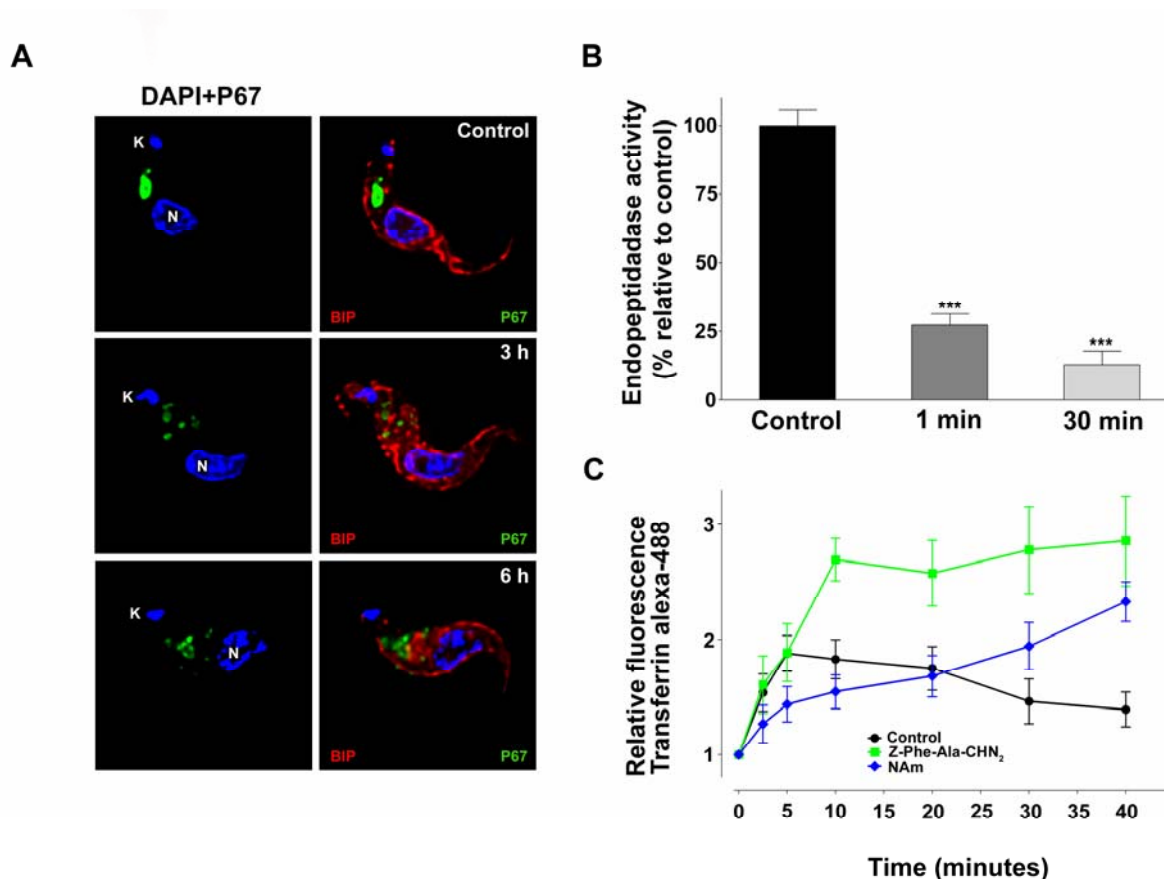 A
DAPI+P67
K
N
Control
BIP
P67
K
N
3 h
BIP
P67
K
N
6 h
BIP
P67
B
Endopeptidadase activity
(% relative to control)
100
75
50
25
0
***
***
Control 1 min 30 min
C
Relative fluorescence
Transferrin alexa-488
3
2
1
Control
Z-Phe-Ala-CHN₂
NAm
0 5 10 15 20 25 30 35 40
Time (minutes)